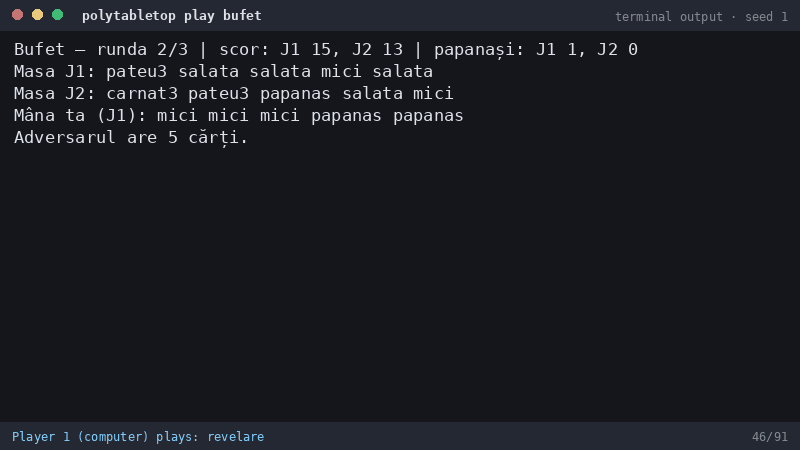 polytabletop play bufet
terminal output · seed 1
Bufet — runda 2/3 | scor: J1 15, J2 13 | papanași: J1 1, J2 0
Masa J1: pateu3 salata salata mici salata
Masa J2: carnat3 pateu3 papanas salata mici
Mâna ta (J1): mici mici mici papanas papanas
Adversarul are 5 cărți.
Player 1 (computer) plays: revelare
46/91